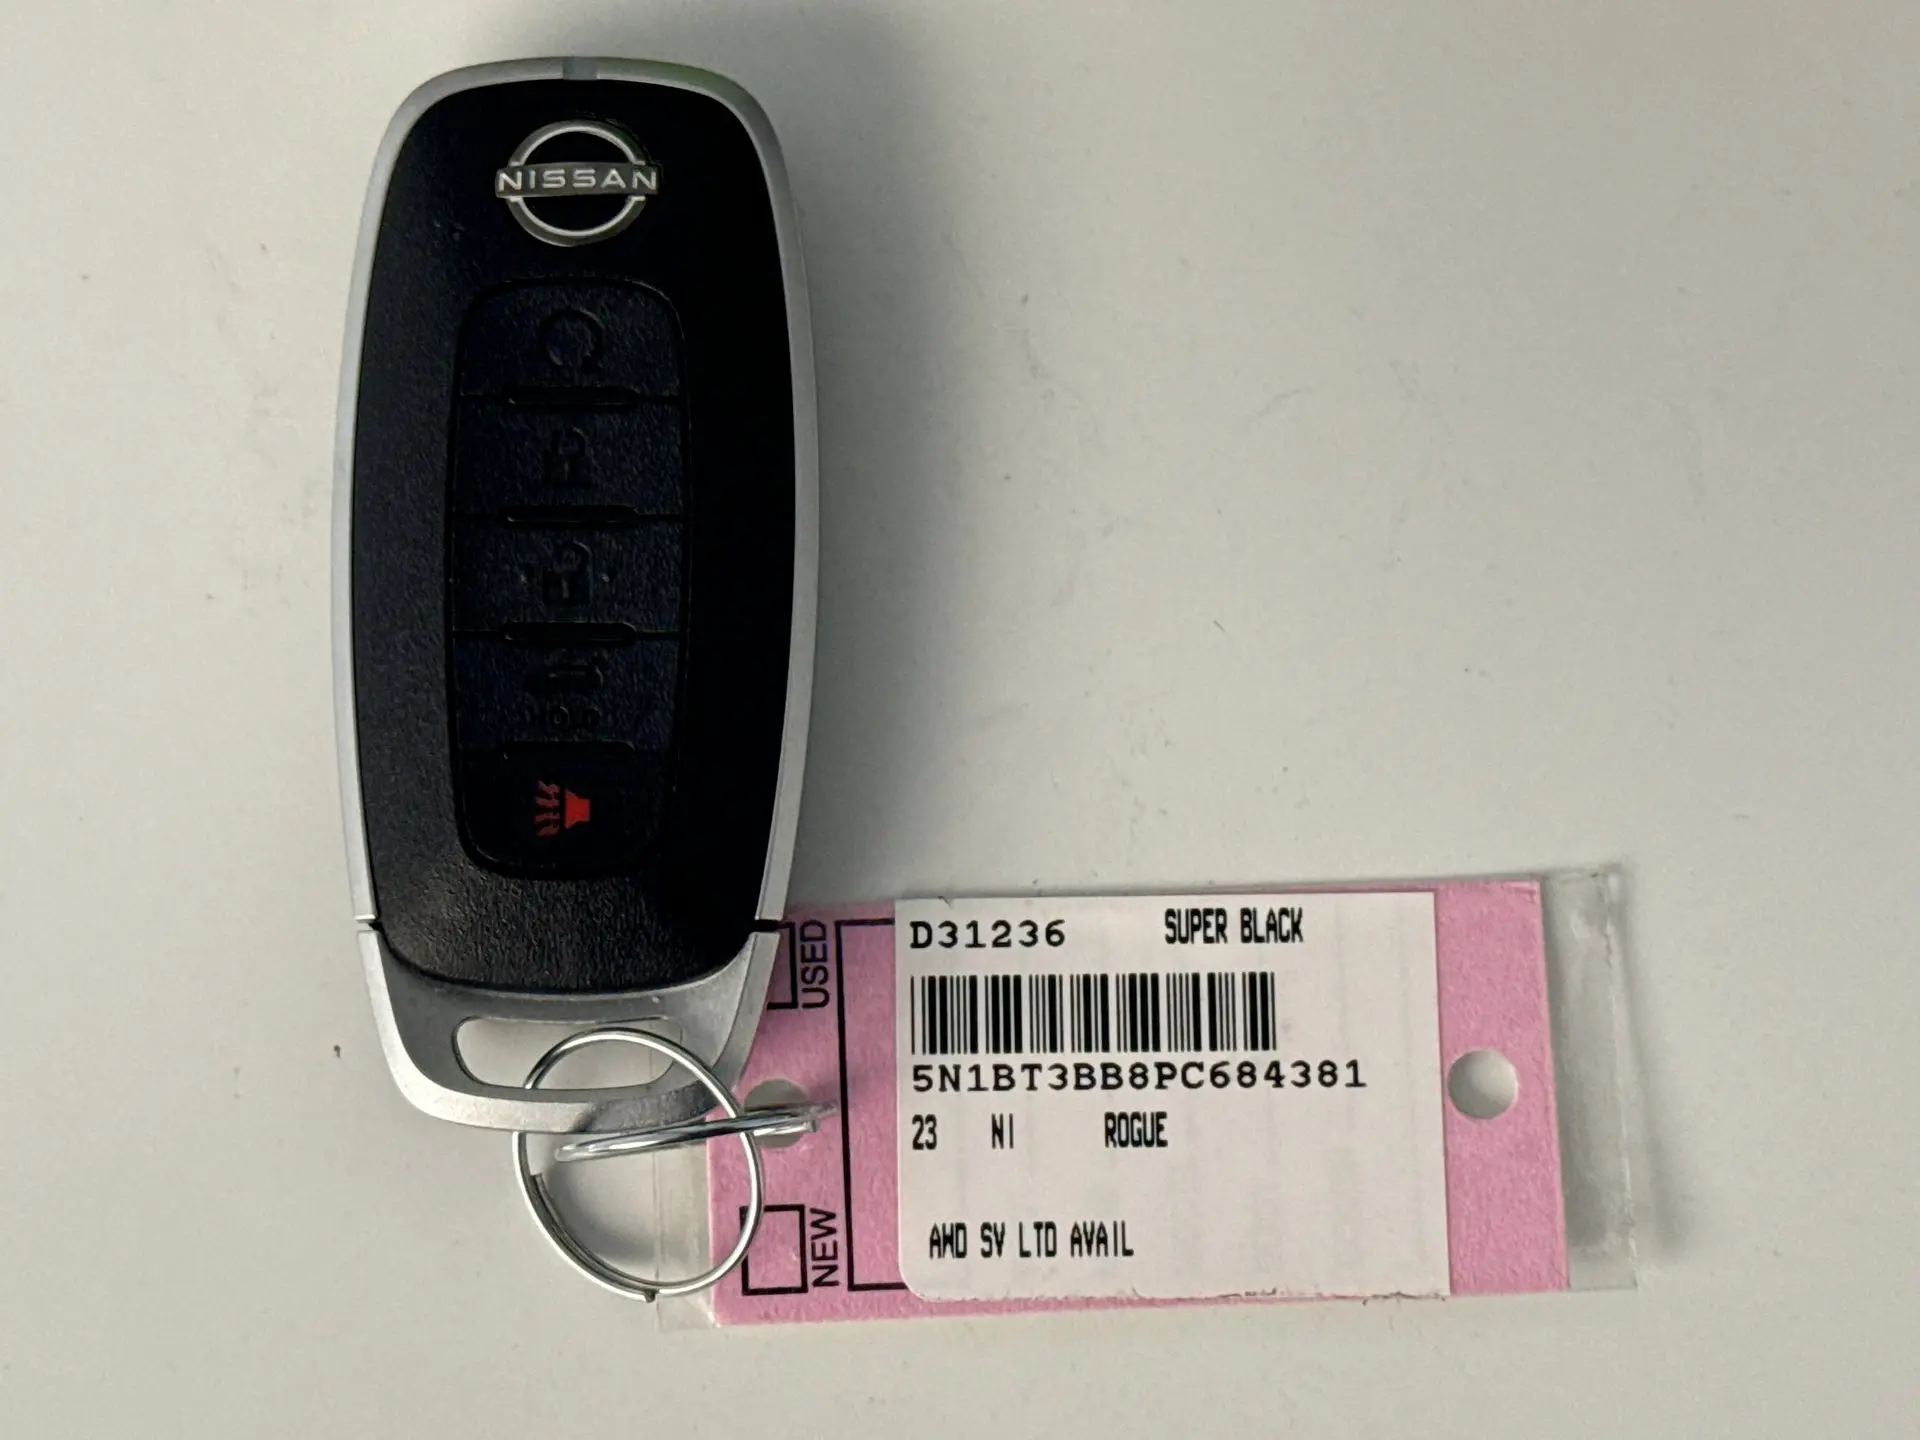 NISSAN
USED
NEW
D31236 SUPER BLACK
5N1BT3BB8PC684381
23 NI ROGUE
AWD SV LTD AVAIL